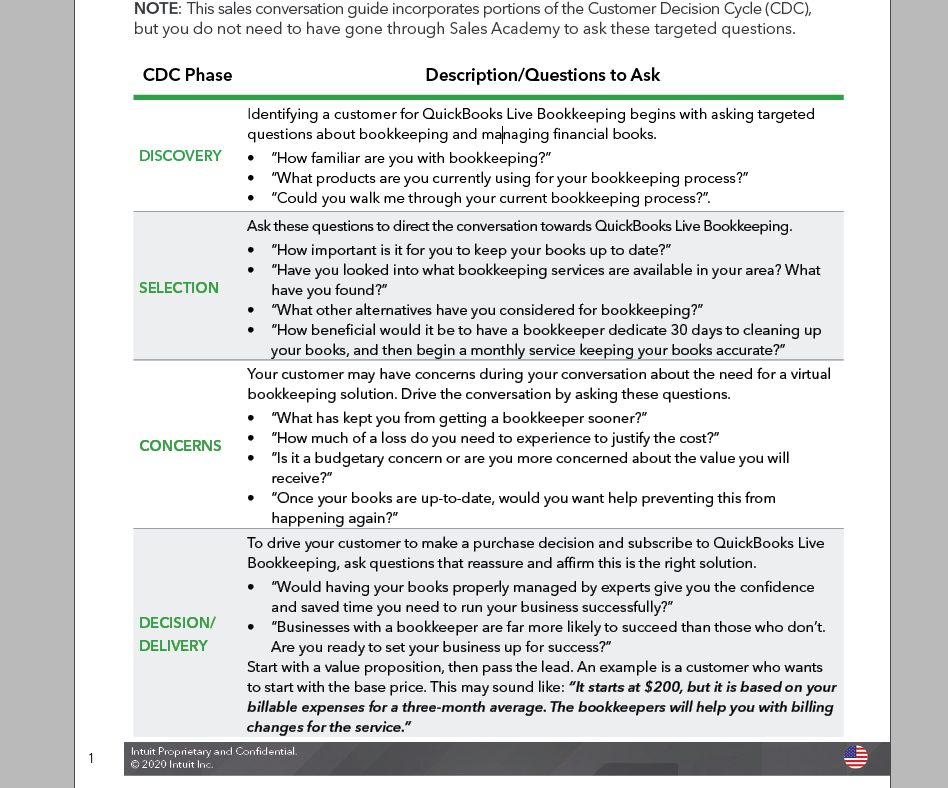 NOTE: This sales conversation guide incorporates portions of the Customer Decision Cycle (CDC),
but you do not need to have gone through Sales Academy to ask these targeted questions.
CDC Phase Description/Questions to Ask
DISCOVERY
Identifying a customer for QuickBooks Live Bookkeeping begins with asking targeted
questions about bookkeeping and managing financial books.
• “How familiar are you with bookkeeping?”
• “What products are you currently using for your bookkeeping process?”
• “Could you walk me through your current bookkeeping process?”.
SELECTION
Ask these questions to direct the conversation towards QuickBooks Live Bookkeeping.
• “How important is it for you to keep your books up to date?”
• “Have you looked into what bookkeeping services are available in your area? What
have you found?”
• “What other alternatives have you considered for bookkeeping?”
• “How beneficial would it be to have a bookkeeper dedicate 30 days to cleaning up
your books, and then begin a monthly service keeping your books accurate?”
CONCERNS
Your customer may have concerns during your conversation about the need for a virtual
bookkeeping solution. Drive the conversation by asking these questions.
• “What has kept you from getting a bookkeeper sooner?”
• “How much of a loss do you need to experience to justify the cost?”
• “Is it a budgetary concern or are you more concerned about the value you will
receive?”
• “Once your books are up-to-date, would you want help preventing this from
happening again?”
DECISION/
DELIVERY
To drive your customer to make a purchase decision and subscribe to QuickBooks Live
Bookkeeping, ask questions that reassure and affirm this is the right solution.
• “Would having your books properly managed by experts give you the confidence
and saved time you need to run your business successfully?”
• “Businesses with a bookkeeper are far more likely to succeed than those who don’t.
Are you ready to set your business up for success?”
Start with a value proposition, then pass the lead. An example is a customer who wants
to start with the base price. This may sound like: “It starts at $200, but it is based on your
billable expenses for a three-month average. The bookkeepers will help you with billing
changes for the service.”
1
Intuit Proprietary and Confidential.
© 2020 Intuit Inc.